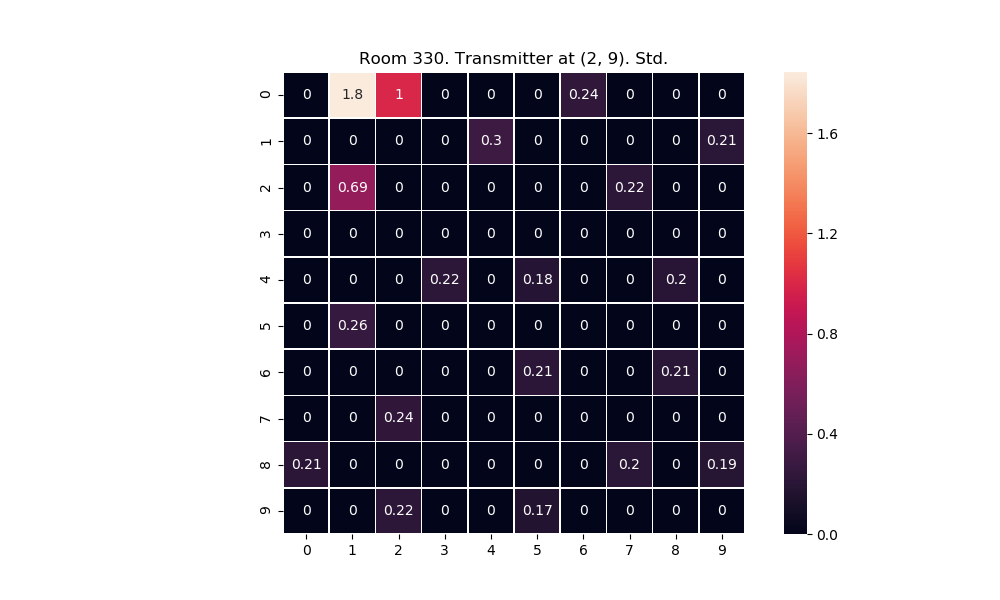 Room 330. Transmitter at (2, 9). Std.
0 0 1.8 1 0 0 0 0.24 0 0 0
1 0 0 0 0 0.3 0 0 0 0 0.21
2 0 0.69 0 0 0 0 0 0.22 0 0
3 0 0 0 0 0 0 0 0 0 0
4 0 0 0 0.22 0 0.18 0 0 0.2 0
5 0 0.26 0 0 0 0 0 0 0 0
6 0 0 0 0 0 0.21 0 0 0.21 0
7 0 0 0.24 0 0 0 0 0 0 0
8 0.21 0 0 0 0 0 0 0.2 0 0.19
9 0 0 0.22 0 0 0.17 0 0 0 0
0 1 2 3 4 5 6 7 8 9
1.6
1.2
0.8
0.4
0.0